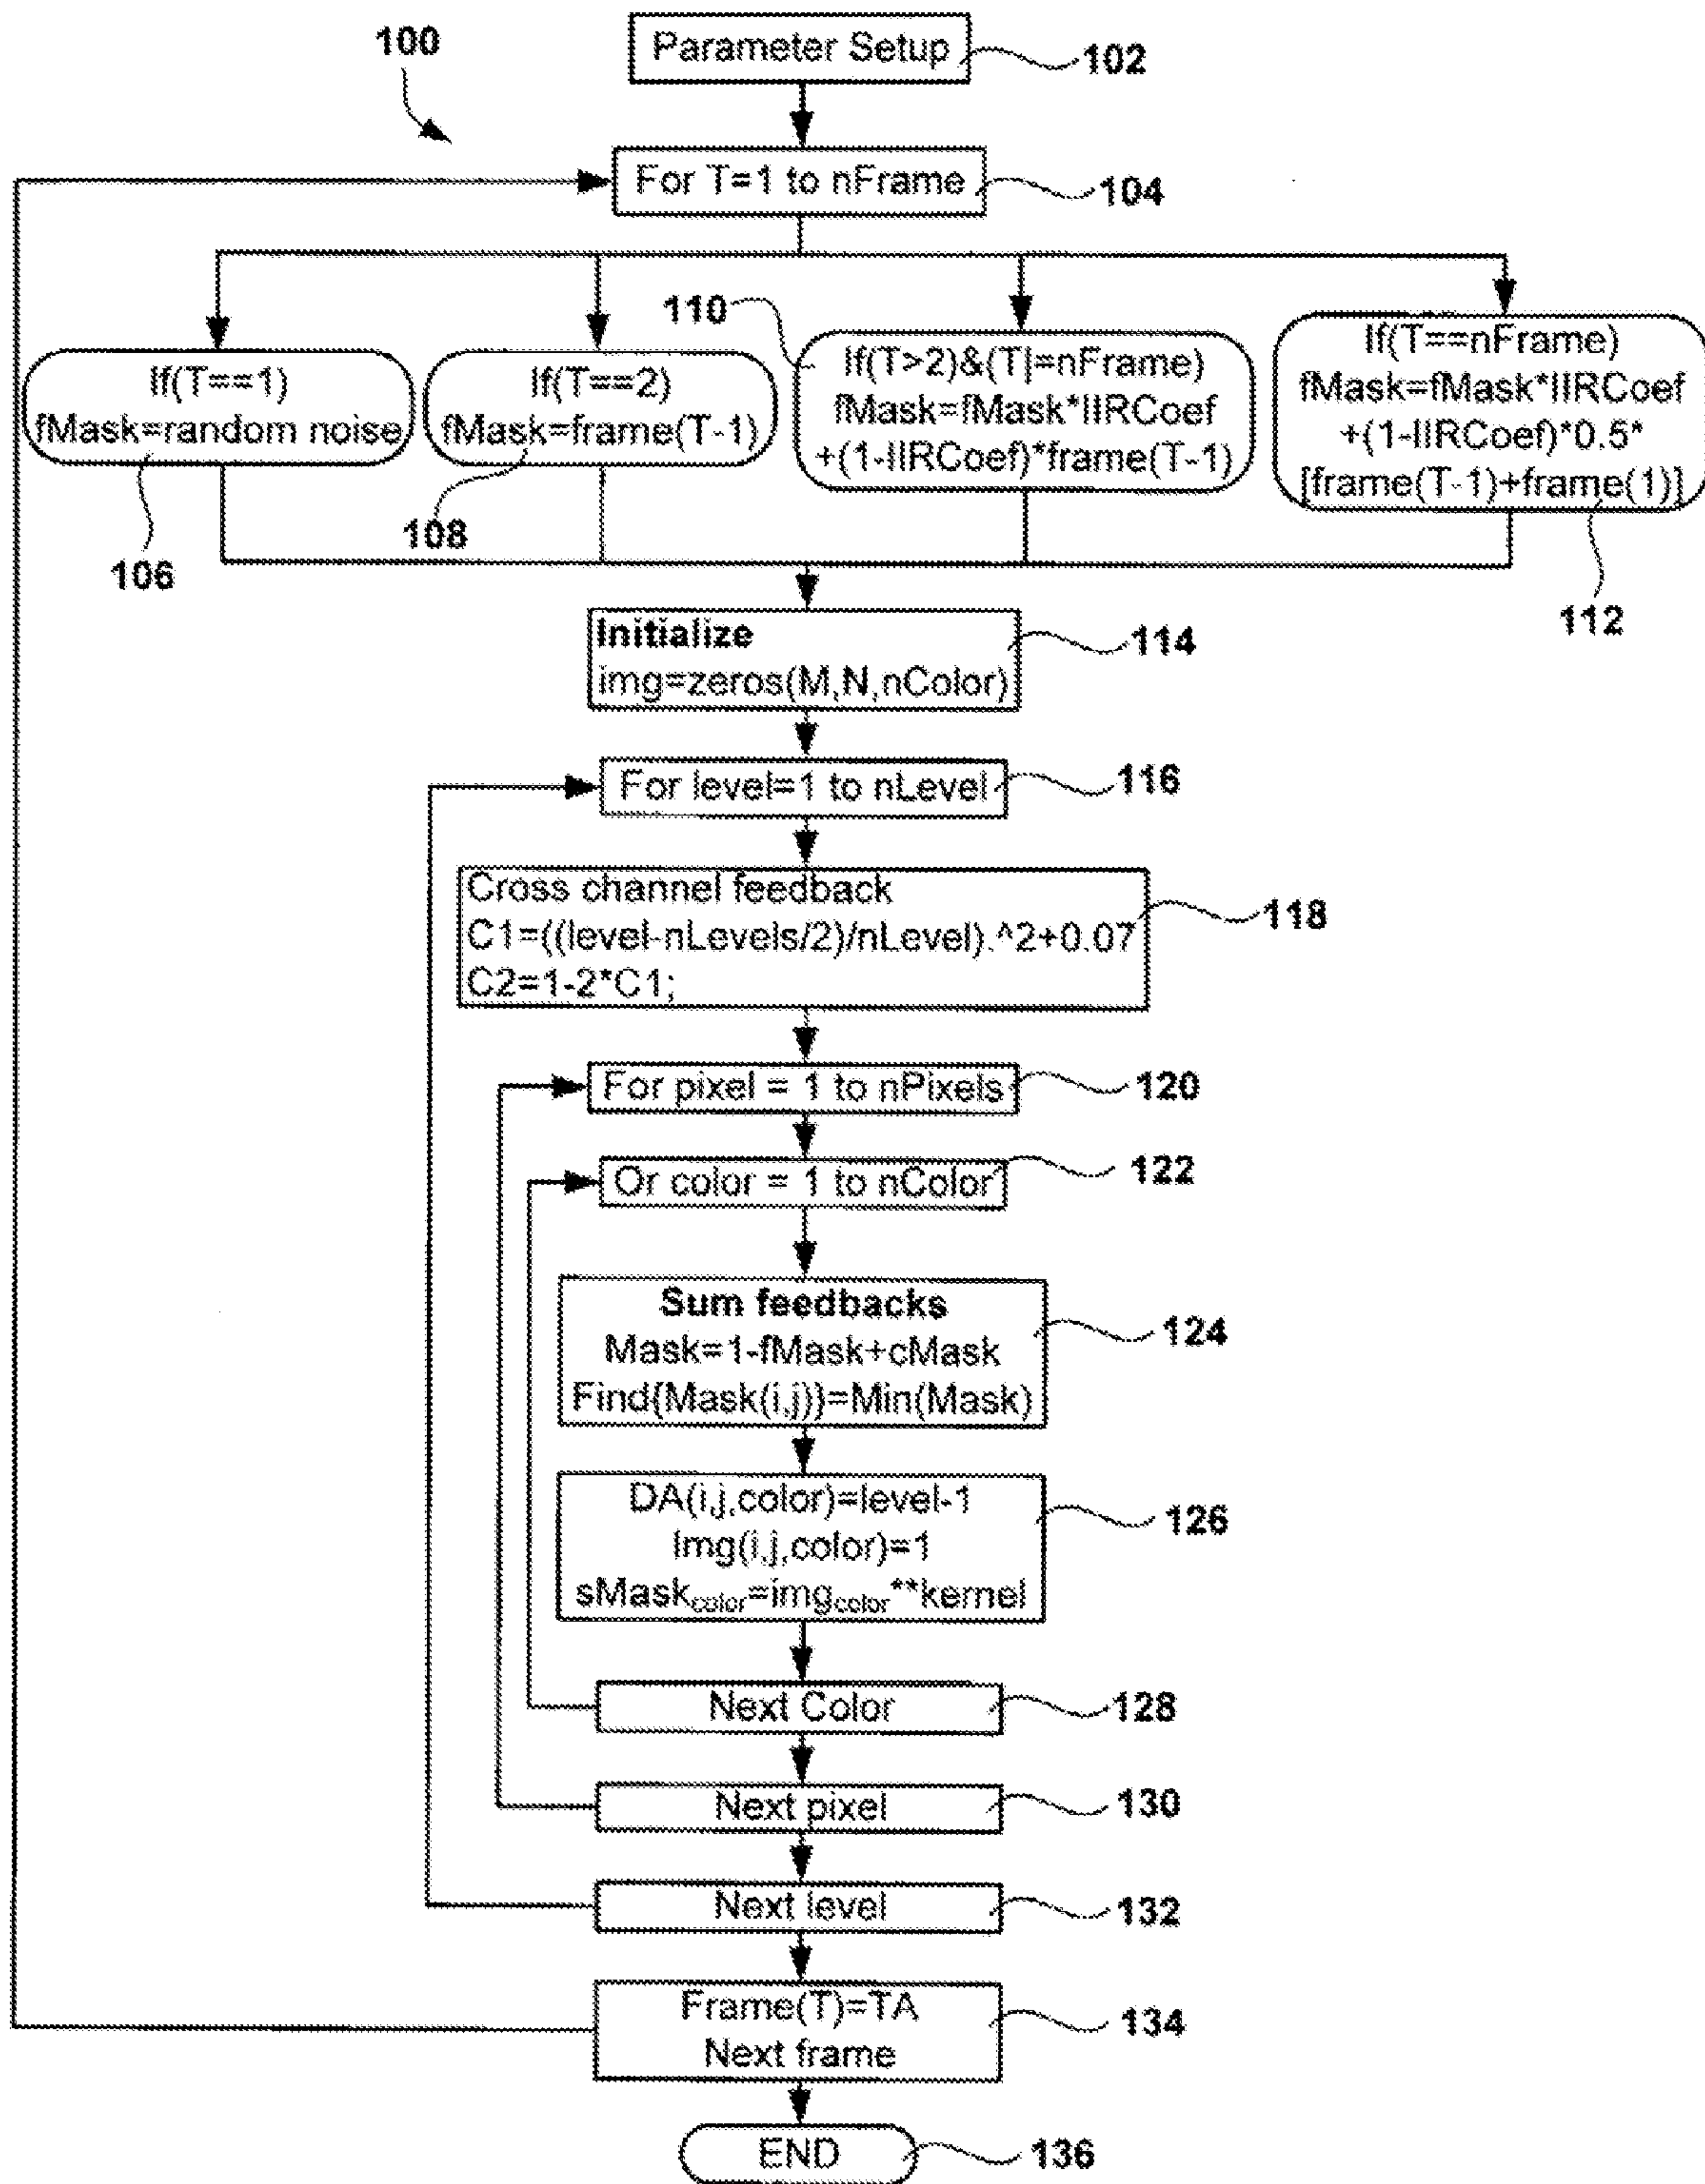 100
Parameter Setup
102
For T=1 to nFrame
104
If(T==1)
fMask=random noise
106
If(T==2)
fMask=frame(T-1)
108
110
If(T>2)&(T|=nFrame)
fMask=fMask*IIRCoef
+(1-IIRCoef)*frame(T-1)
If(T==nFrame)
fMask=fMask*IIRCoef
+(1-IIRCoef)*0.5*
[frame(T-1)+frame(1)]
112
Initialize
img=zeros(M,N,nColor)
114
For level=1 to nLevel
116
Cross channel feedback
C1=((level-nLevels/2)/nLevel).^2+0.07
C2=1-2*C1;
118
For pixel = 1 to nPixels
120
Or color = 1 to nColor
122
Sum feedbacks
Mask=1-fMask+cMask
Find{Mask(i,j)}=Min(Mask)
124
DA(i,j,color)=level-1
Img(i,j,color)=1
sMaskcolor=imgcolor**kernel
126
Next Color
128
Next pixel
130
Next level
132
Frame(T)=TA
Next frame
134
END
136